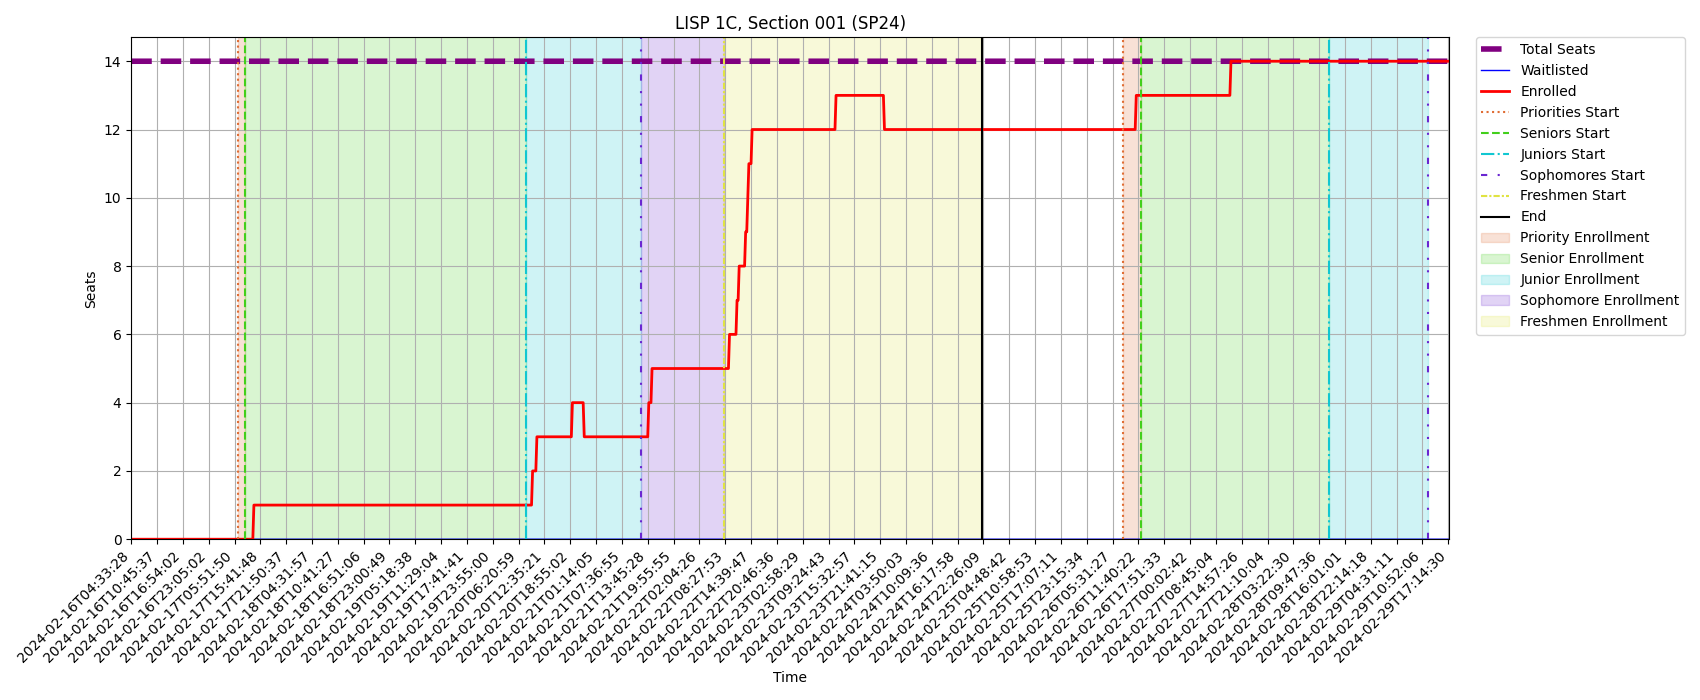 LISP 1C, Section 001 (SP24)
Seats
14
12
10
8
6
4
2
0
2024-02-16T04:33:28
2024-02-16T10:45:37
2024-02-16T16:54:02
2024-02-16T23:05:02
2024-02-17T05:51:50
2024-02-17T15:41:48
2024-02-17T21:50:37
2024-02-18T04:31:57
2024-02-18T10:41:27
2024-02-18T16:51:06
2024-02-18T23:00:49
2024-02-19T05:18:39
2024-02-19T11:29:04
2024-02-19T17:41:41
2024-02-19T23:55:00
2024-02-20T06:20:59
2024-02-20T12:35:21
2024-02-20T18:55:02
2024-02-21T01:14:05
2024-02-21T07:36:55
2024-02-21T13:45:28
2024-02-21T19:55:55
2024-02-22T02:04:26
2024-02-22T08:27:53
2024-02-22T14:39:47
2024-02-22T20:46:36
2024-02-23T03:58:29
2024-02-23T09:24:43
2024-02-23T15:32:57
2024-02-23T21:41:15
2024-02-24T03:50:03
2024-02-24T10:09:36
2024-02-24T16:17:58
2024-02-24T22:26:09
2024-02-25T04:48:42
2024-02-25T10:58:53
2024-02-25T17:07:11
2024-02-25T23:15:34
2024-02-26T05:31:27
2024-02-26T11:40:22
2024-02-26T17:51:33
2024-02-27T00:02:42
2024-02-27T08:45:04
2024-02-27T14:57:26
2024-02-27T21:10:04
2024-02-28T03:22:30
2024-02-28T09:47:36
2024-02-28T16:01:01
2024-02-28T22:14:18
2024-02-29T04:31:11
2024-02-29T10:52:06
2024-02-29T17:14:30
Time
Total Seats
Waitlisted
Enrolled
Priorities Start
Seniors Start
Juniors Start
Sophomores Start
Freshmen Start
End
Priority Enrollment
Senior Enrollment
Junior Enrollment
Sophomore Enrollment
Freshmen Enrollment